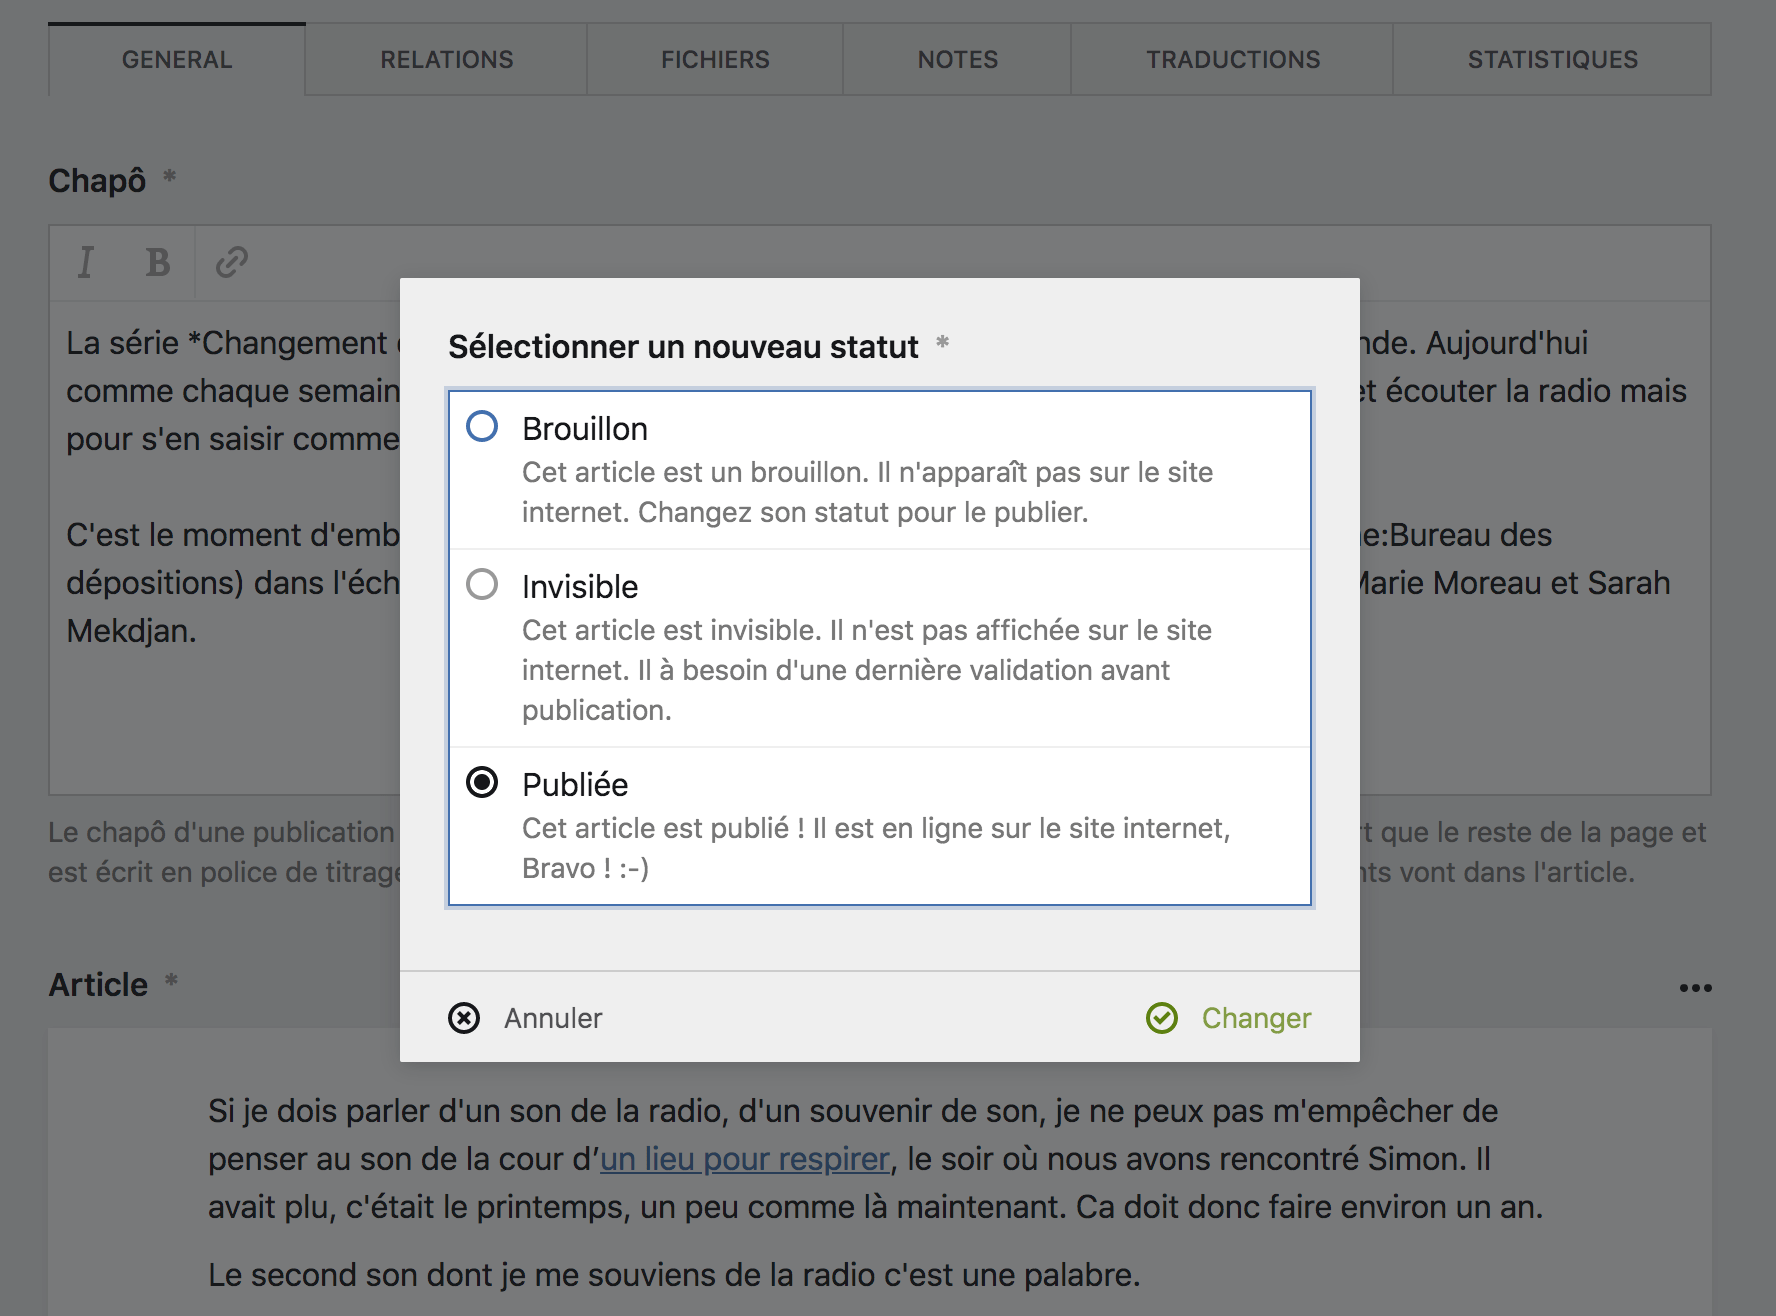 GENERAL RELATIONS FICHIERS NOTES TRADUCTIONS STATISTIQUES
Chapô *
I B
La série *Changement nde. Aujourd'hui
comme chaque semain et écouter la radio mais
pour s'en saisir comme
C'est le moment d'emb e:Bureau des
dépositions) dans l'éch Marie Moreau et Sarah
Mekdjan.
Sélectionner un nouveau statut *
Brouillon
Cet article est un brouillon. Il n'apparaît pas sur le site
internet. Changez son statut pour le publier.
Invisible
Cet article est invisible. Il n'est pas affichée sur le site
internet. Il à besoin d'une dernière validation avant
publication.
Publiée
Cet article est publié ! Il est en ligne sur le site internet,
Bravo ! :-)
Annuler Changer
Le chapô d'une publication rt que le reste de la page et
est écrit en police de titrage nts vont dans l'article.
Article *
Si je dois parler d'un son de la radio, d'un souvenir de son, je ne peux pas m'empêcher de
penser au son de la cour d’un lieu pour respirer, le soir où nous avons rencontré Simon. Il
avait plu, c'était le printemps, un peu comme là maintenant. Ca doit donc faire environ un an.
Le second son dont je me souviens de la radio c'est une palabre.